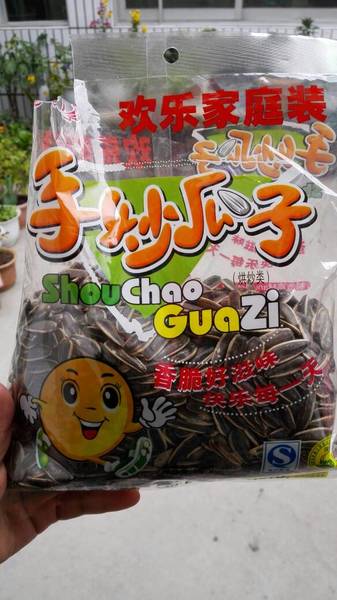 欢乐家庭装
手炒瓜子
(烘炒类)
ShouChao
GuaZi
香脆好滋味
快乐每一天